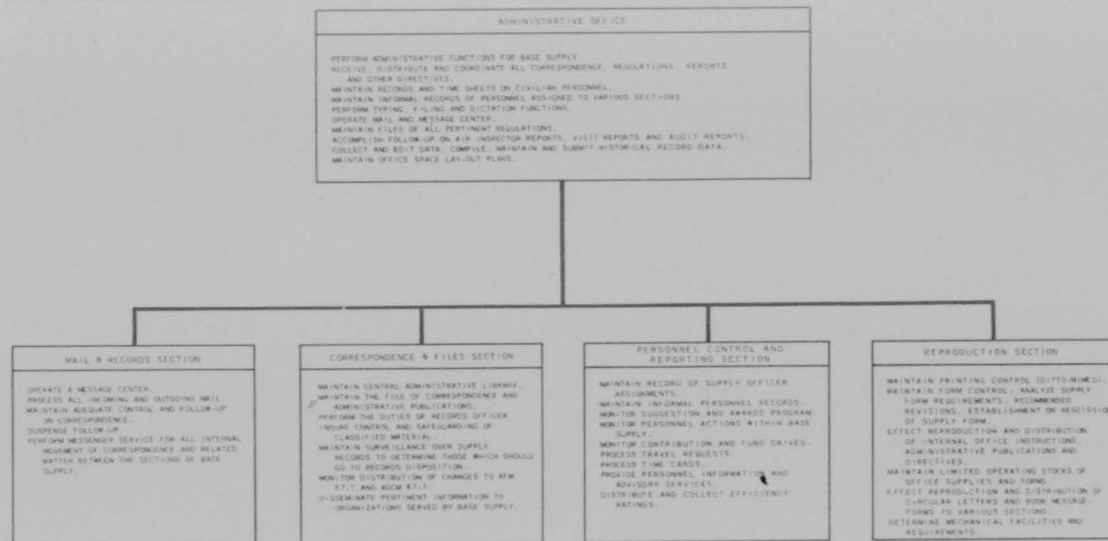 ADMINISTRATIVE OFFICE
PERFORM ADMINISTRATIVE FUNCTIONS FOR BASE SUPPLY.
RECEIVE, DISTRIBUTE AND COORDINATE ALL CORRESPONDENCE, REGULATIONS, REPORTS
AND OTHER DIRECTIVES.
MAINTAIN RECORDS AND TIME SHEETS ON CIVILIAN PERSONNEL.
MAINTAIN INFORMAL RECORDS OF PERSONNEL ASSIGNED TO VARIOUS SECTIONS.
PERFORM TYPING, FILING AND DICTATION FUNCTIONS.
OPERATE MAIL AND MESSAGE CENTER.
MAINTAIN FILES OF ALL PERTINENT REGULATIONS.
ACCOMPLISH FOLLOW-UP ON AIR INSPECTOR REPORTS, VISIT REPORTS AND AUDIT REPORTS.
COLLECT AND EDIT DATA, COMPILE, MAINTAIN AND SUBMIT HISTORICAL RECORD DATA.
MAINTAIN OFFICE SPACE LAY-OUT PLANS.
MAIL & RECORDS SECTION
OPERATE A MESSAGE CENTER.
PROCESS ALL INCOMING AND OUTGOING MAIL.
MAINTAIN ADEQUATE CONTROL AND FOLLOW-UP
ON CORRESPONDENCE.
SUSPENSE FOLLOW-UP.
PERFORM MESSENGER SERVICE FOR ALL INTERNAL
MOVEMENT OF CORRESPONDENCE AND RELATED
MATTER BETWEEN THE SECTIONS OF BASE
SUPPLY.
CORRESPONDENCE & FILES SECTION
MAINTAIN CENTRAL ADMINISTRATIVE LIBRARY.
MAINTAIN THE FILE OF CORRESPONDENCE AND
ADMINISTRATIVE PUBLICATIONS.
PERFORM THE DUTIES OF RECORDS OFFICER.
INSURE CONTROL AND SAFEGUARDING OF
CLASSIFIED MATERIAL.
MAINTAIN SURVEILLANCE OVER SUPPLY
RECORDS TO DETERMINE THOSE WHICH SHOULD
GO TO RECORDS DISPOSITION.
MONITOR DISTRIBUTION OF CHANGES TO AFM
67-1 AND ADCM 67-1.
DISSEMINATE PERTINENT INFORMATION TO
ORGANIZATIONS SERVED BY BASE SUPPLY.
PERSONNEL CONTROL AND
REPORTING SECTION
MAINTAIN RECORD OF SUPPLY OFFICER
ASSIGNMENTS.
MAINTAIN INFORMAL PERSONNEL RECORDS.
MONITOR SUGGESTION AND AWARDS PROGRAM.
MONITOR PERSONNEL ACTIONS WITHIN BASE
SUPPLY.
MONITOR CONTRIBUTION AND FUND DRIVES.
PROCESS TRAVEL REQUESTS.
PROCESS TIME CARDS.
PROVIDE PERSONNEL INFORMATION AND
ADVISORY SERVICES.
DISTRIBUTE AND COLLECT EFFICIENCY
RATINGS.
REPRODUCTION SECTION
MAINTAIN PRINTING CONTROL (DITTO-MIMEO).
MAINTAIN FORM CONTROL, ANALYZE SUPPLY
FORM REQUIREMENTS, RECOMMENDED
REVISIONS, ESTABLISHMENT OR RESCISSION
OF SUPPLY FORM.
EFFECT REPRODUCTION AND DISTRIBUTION
OF INTERNAL OFFICE INSTRUCTIONS,
ADMINISTRATIVE PUBLICATIONS AND
DIRECTIVES.
MAINTAIN LIMITED OPERATING STOCKS OF
OFFICE SUPPLIES AND FORMS.
EFFECT REPRODUCTION AND DISTRIBUTION OF
CIRCULAR LETTERS AND BOOK MESSAGE
FORMS TO VARIOUS SECTIONS.
DETERMINE MECHANICAL FACILITIES AND
REQUIREMENTS.